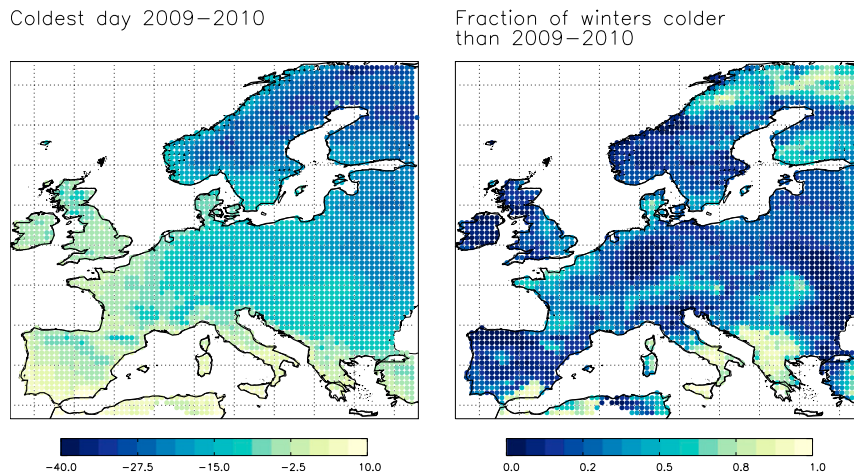 Coldest day 2009-2010
Fraction of winters colder
than 2009-2010
-40.0 -27.5 -15.0 -2.5 10.0
0.0 0.2 0.5 0.8 1.0